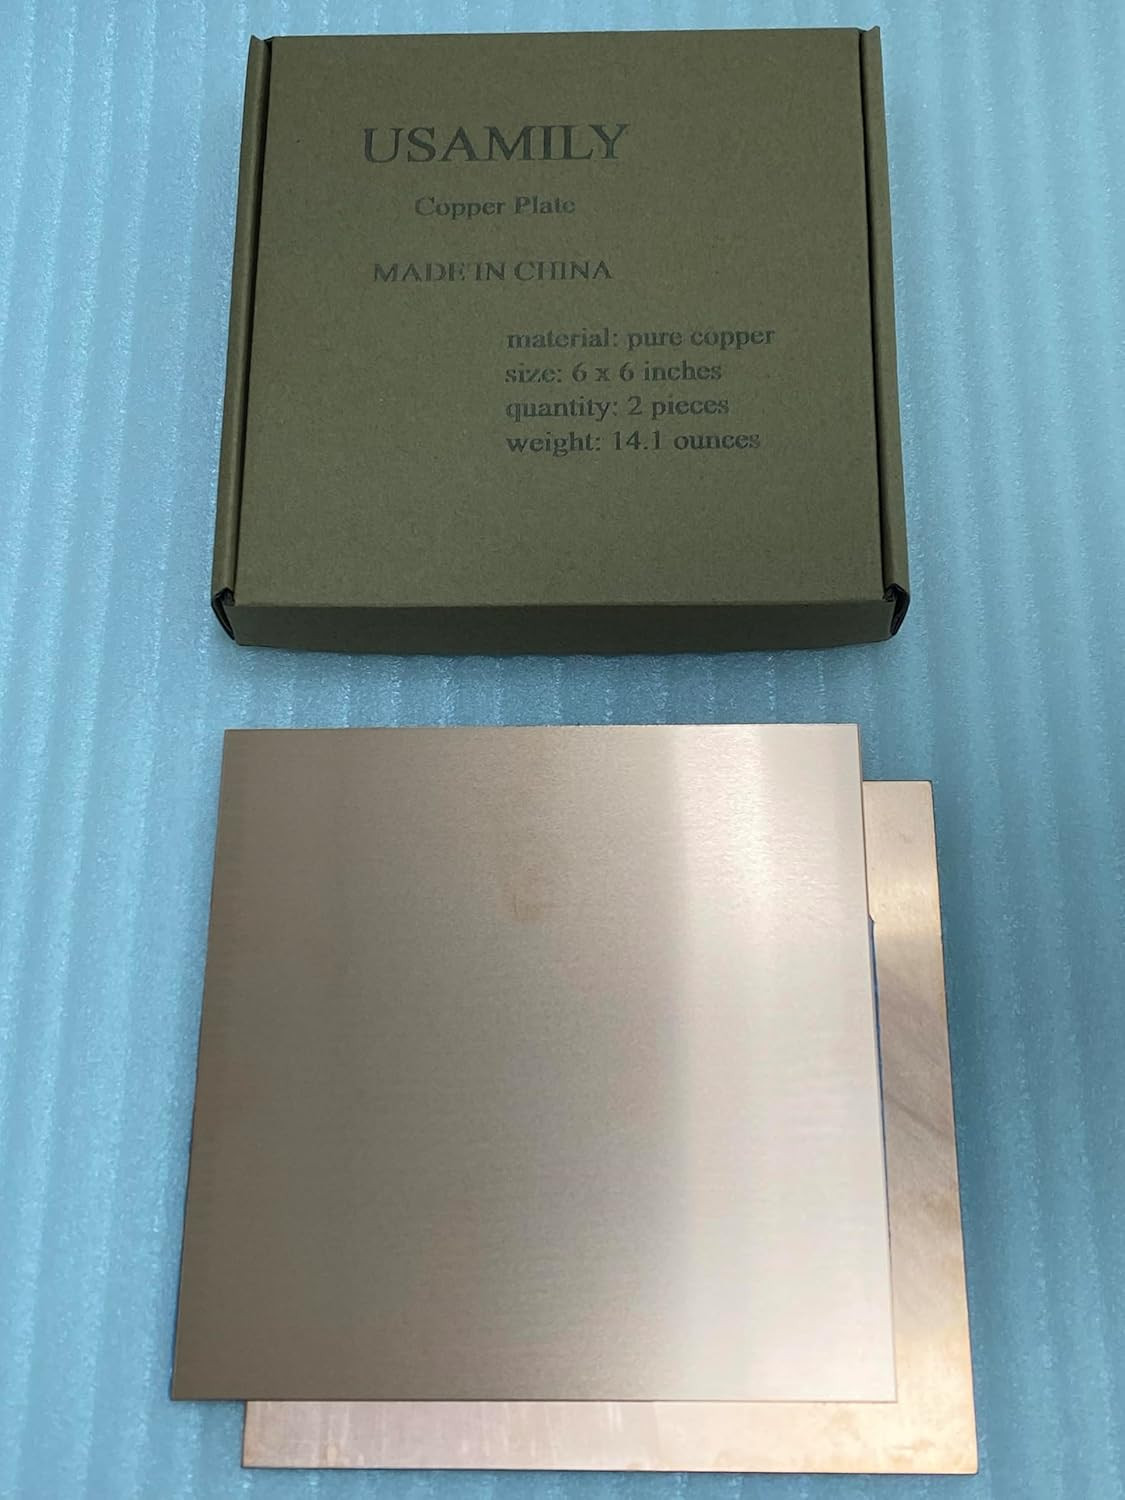 USAMILY
Copper Plate
MADE IN CHINA
material: pure copper
size: 6 x 6 inches
quantity: 2 pieces
weight: 14.1 ounces